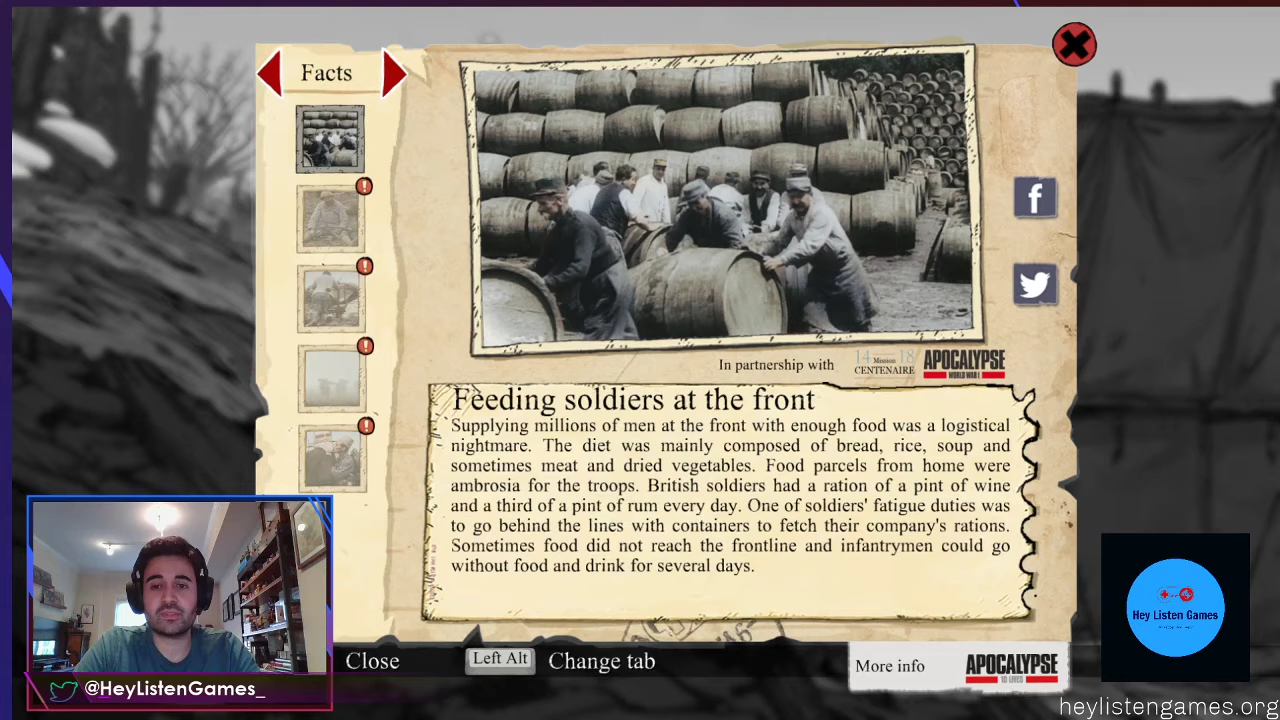 Facts
In partnership with
14 Mission 18
CENTENAIRE
APOCALYPSE
WORLD WAR I
Feeding soldiers at the front
Supplying millions of men at the front with enough food was a logistical
nightmare. The diet was mainly composed of bread, rice, soup and
sometimes meat and dried vegetables. Food parcels from home were
ambrosia for the troops. British soldiers had a ration of a pint of wine
and a third of a pint of rum every day. One of soldiers' fatigue duties was
to go behind the lines with containers to fetch their company's rations.
Sometimes food did not reach the frontline and infantrymen could go
without food and drink for several days.
Close
Left Alt
Change tab
More info
APOCALYPSE
10 LIVES
@HeyListenGames_
Hey Listen Games
heylistengames.org